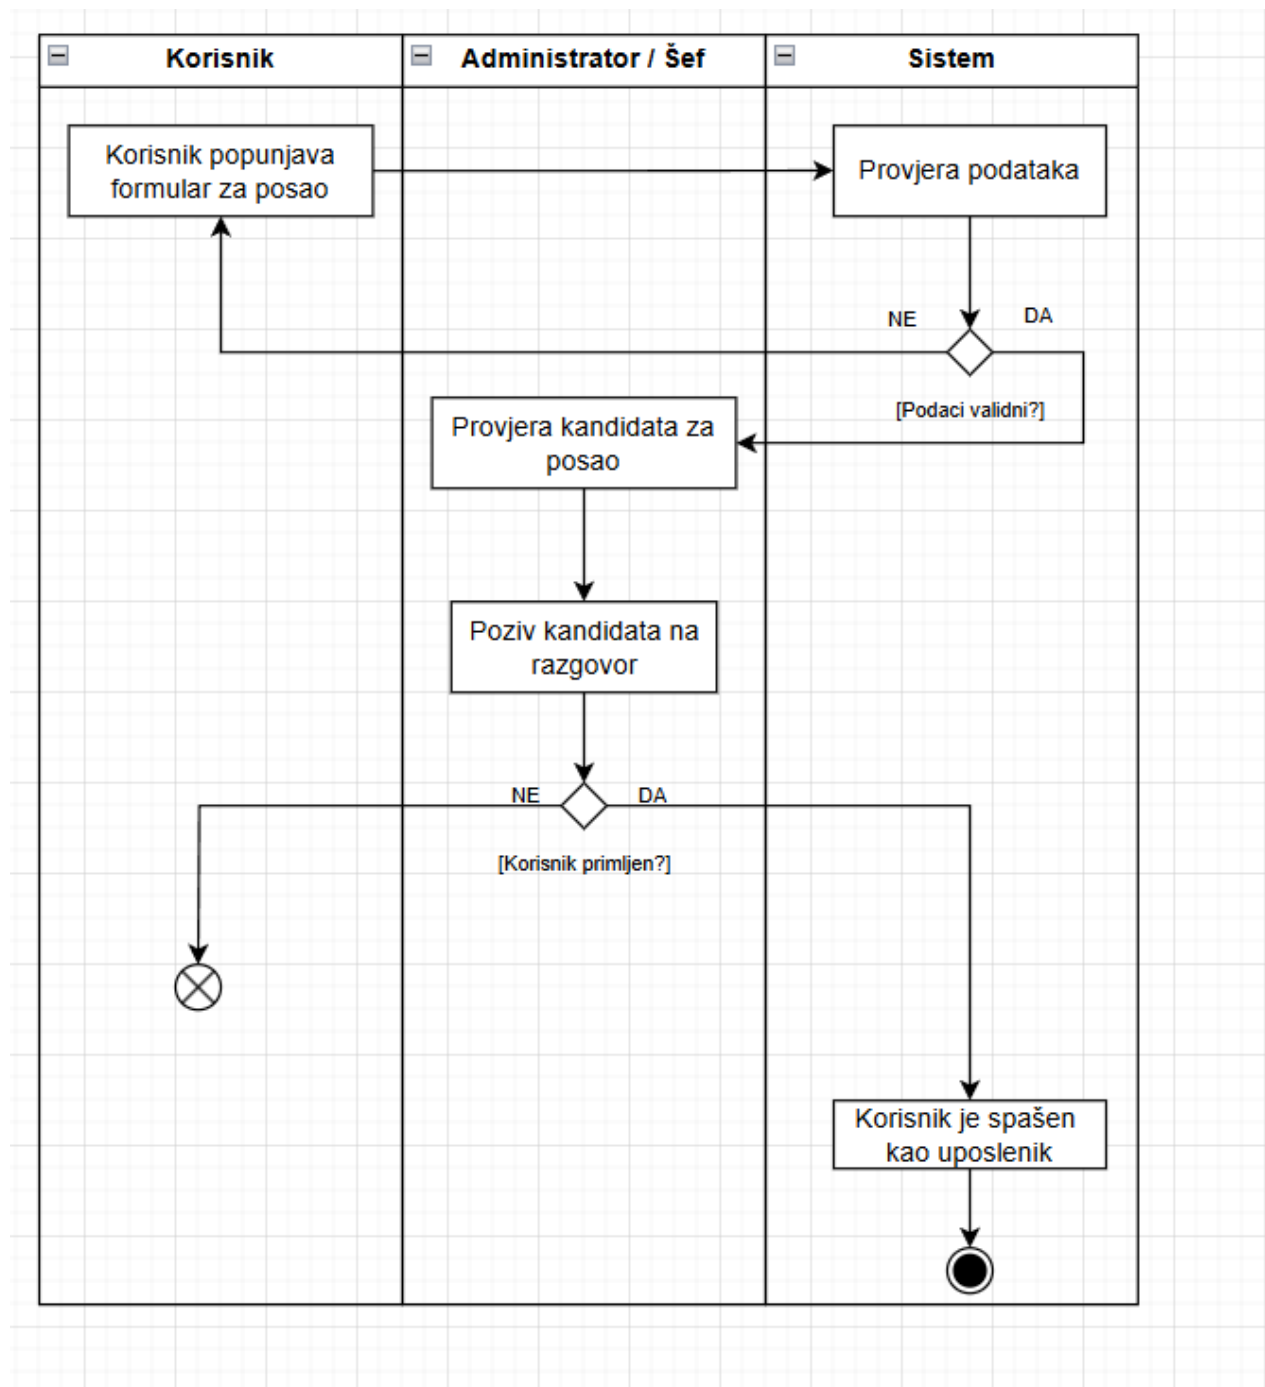 Korisnik
Administrator / Šef
Sistem
Korisnik popunjava
formular za posao
Provjera podataka
NE
DA
[Podaci validni?]
Provjera kandidata za
posao
Poziv kandidata na
razgovor
NE
DA
[Korisnik primljen?]
Korisnik je spašen
kao uposlenik